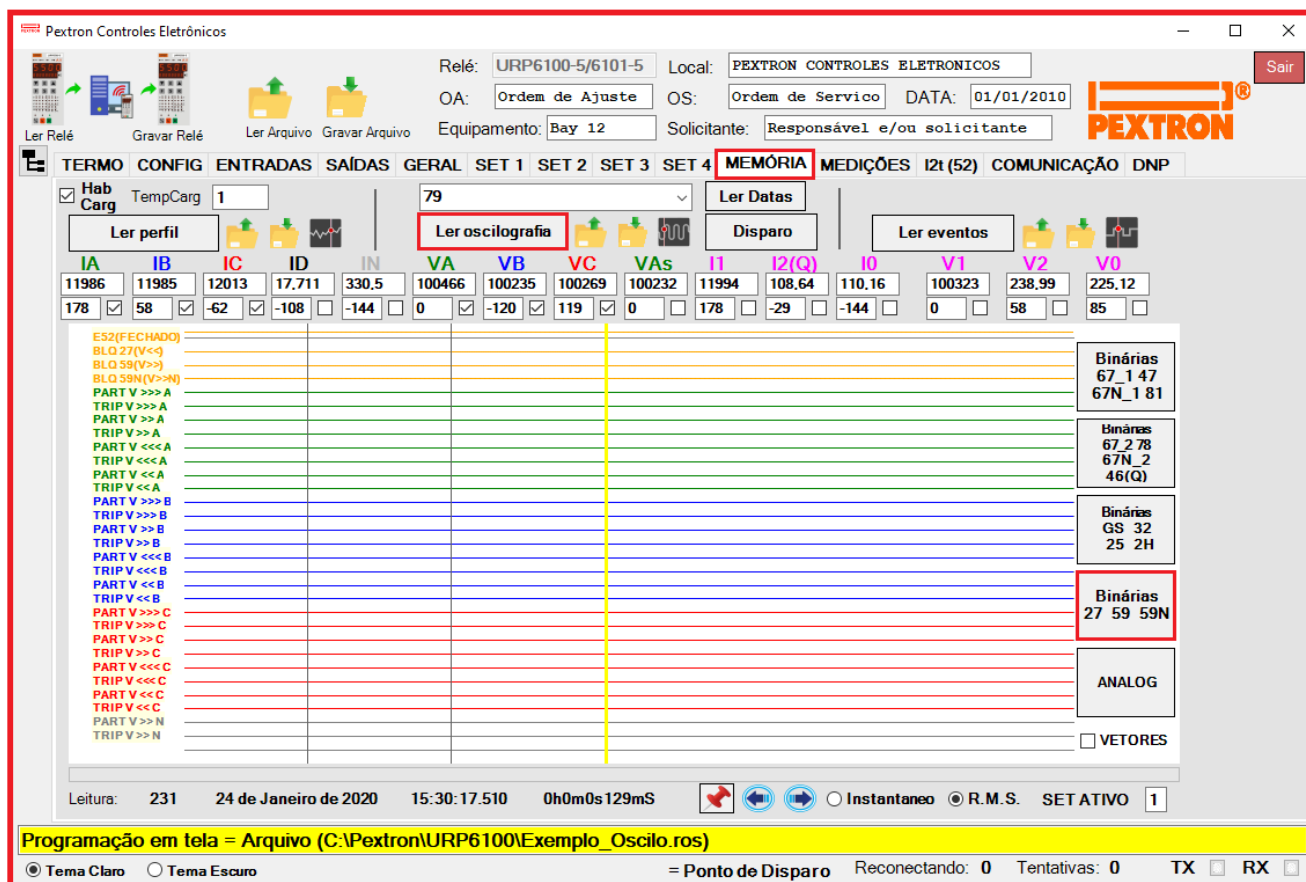 Pextron Controles Eletrônicos
Relé: URP6100-5/6101-5 Local: PEXTRON CONTROLES ELETRONICOS Sair
OA: Ordem de Ajuste OS: Ordem de Servico DATA: 01/01/2010
Ler Relé Gravar Relé Ler Arquivo Gravar Arquivo Equipamento: Bay 12 Solicitante: Responsável e/ou solicitante PEXTRON®
TERMO CONFIG ENTRADAS SAÍDAS GERAL SET 1 SET 2 SET 3 SET 4 MEMÓRIA MEDIÇÕES I2t (52) COMUNICAÇÃO DNP
Hab Carg TempCarg 1 79 Ler Datas
Ler perfil Ler oscilografia Disparo Ler eventos
IA IB IC ID IN VA VB VC VAs I1 I2(Q) I0 V1 V2 V0
11986 11985 12013 17,711 330,5 100466 100235 100269 100232 11994 108,64 110,16 100323 238,99 225,12
178 58 -62 -108 -144 0 -120 119 0 178 -29 -144 0 58 85
E52(FECHADO)
BLQ 27(V<<)
BLQ 59(V>>)
BLQ 59N(V>>N)
PART V >>> A
TRIP V >>> A
PART V >> A
TRIP V >> A
PART V <<< A
TRIP V <<< A
PART V << A
TRIP V << A
PART V >>> B
TRIP V >>> B
PART V >> B
TRIP V >> B
PART V <<< B
TRIP V <<< B
PART V << B
TRIP V << B
PART V >>> C
TRIP V >>> C
PART V >> C
TRIP V >> C
PART V <<< C
TRIP V <<< C
PART V << C
TRIP V << C
PART V >> N
TRIP V >> N
Binárias
67_1 47
67N_1 81
Binárias
67_2 78
67N_2
46(Q)
Binárias
GS 32
25 2H
Binárias
27 59 59N
ANALOG
VETORES
Leitura: 231 24 de Janeiro de 2020 15:30:17.510 0h0m0s129mS Instantaneo R.M.S. SET ATIVO 1
Programação em tela = Arquivo (C:\Pextron\URP6100\Exemplo_Oscilo.ros)
Tema Claro Tema Escuro = Ponto de Disparo Reconectando: 0 Tentativas: 0 TX RX